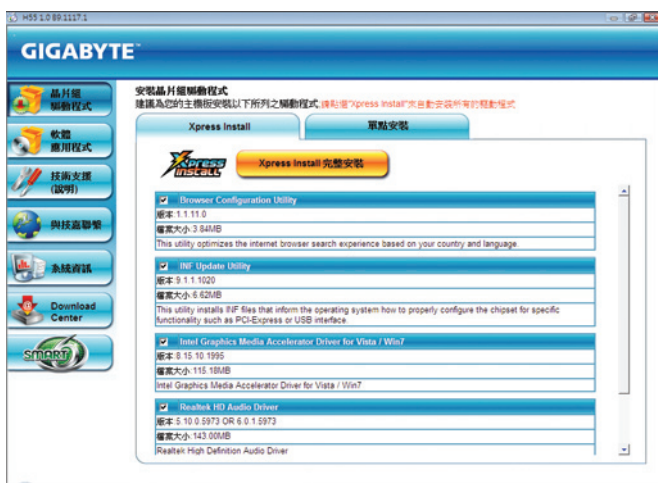 H55 1.0 B9.1117.1
GIGABYTE™
晶片組
驅動程式
軟體
應用程式
技術支援
(說明)
與技嘉聯繫
系統資訊
Download
Center
SMART
安裝晶片組驅動程式
建議為您的主機板安裝以下所列之驅動程式;請點選"Xpress Install"來自動安裝所有的驅動程式
Xpress Install
單點安裝
Xpress INSTALL
Xpress Install 完整安裝
Browser Configuration Utility
版本:1.1.11.0
檔案大小:3.84MB
This utility optimizes the internet browser search experience based on your country and language.
INF Update Utility
版本:9.1.1.1020
檔案大小:6.62MB
This utility installs INF files that inform the operating system how to properly configure the chipset for specific
functionality such as PCI-Express or USB interface.
Intel Graphics Media Accelerator Driver for Vista / Win7
版本:8.15.10.1995
檔案大小:115.18MB
Intel Graphics Media Accelerator Driver for Vista / Win7
Realtek HD Audio Driver
版本:5.10.0.5973 OR 6.0.1.5973
檔案大小:143.00MB
Realtek High Definition Audio Driver